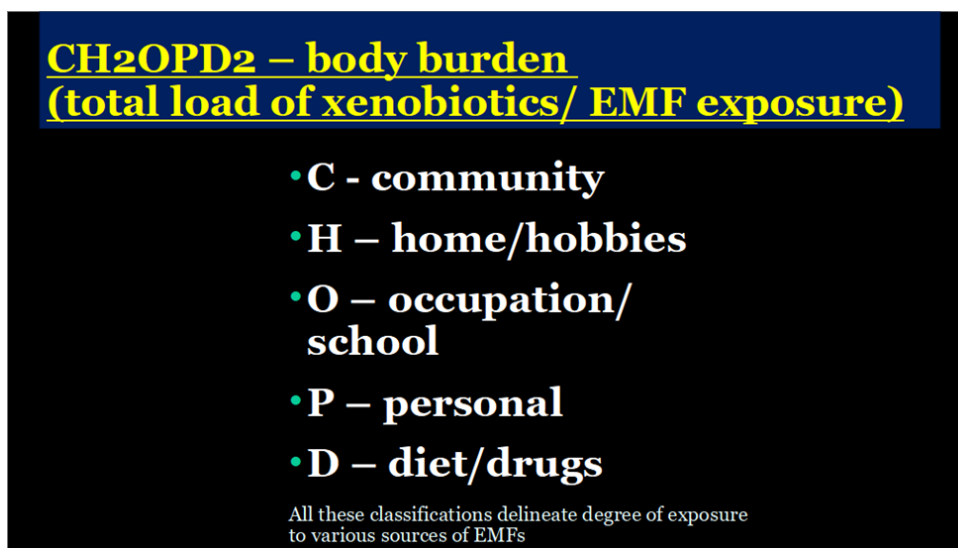 CH2OPD2 – body burden
(total load of xenobiotics/ EMF exposure)
•C - community
•H – home/hobbies
•O – occupation/
school
•P – personal
•D – diet/drugs
All these classifications delineate degree of exposure
to various sources of EMFs